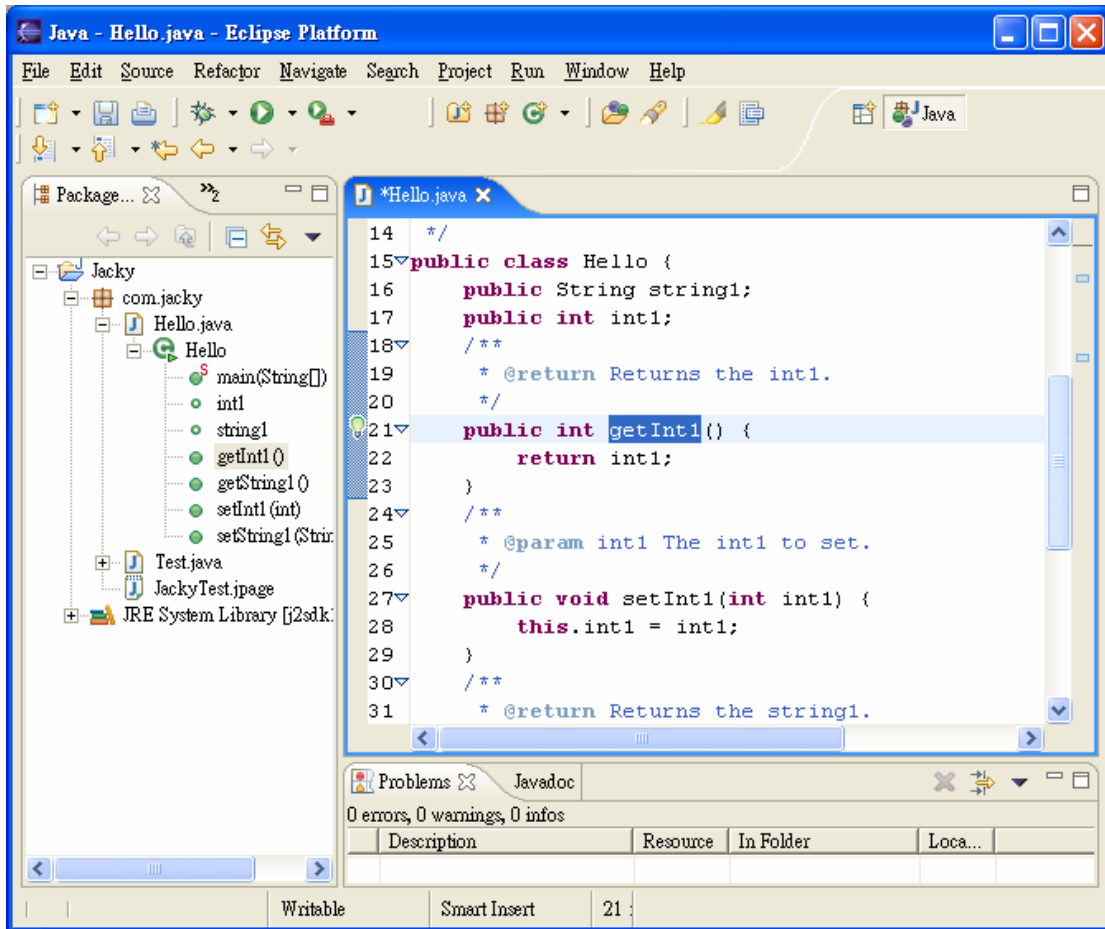 Java - Hello.java - Eclipse Platform
File Edit Source Refactor Navigate Search Project Run Window Help
Java
Package... »2
Jacky
com.jacky
Hello.java
Hello
main(String[])
int1
string1
getInt1()
getString1()
setInt1(int)
setString1(Strin
Test.java
JackyTest.jpage
JRE System Library [j2sdk1
*Hello.java
14 */
15 public class Hello {
16 public String string1;
17 public int int1;
18 /**
19 * @return Returns the int1.
20 */
21 public int getInt1() {
22 return int1;
23 }
24 /**
25 * @param int1 The int1 to set.
26 */
27 public void setInt1(int int1) {
28 this.int1 = int1;
29 }
30 /**
31 * @return Returns the string1.
Problems Javadoc
0 errors, 0 warnings, 0 infos
Description Resource In Folder Loca...
Writable Smart Insert 21 :